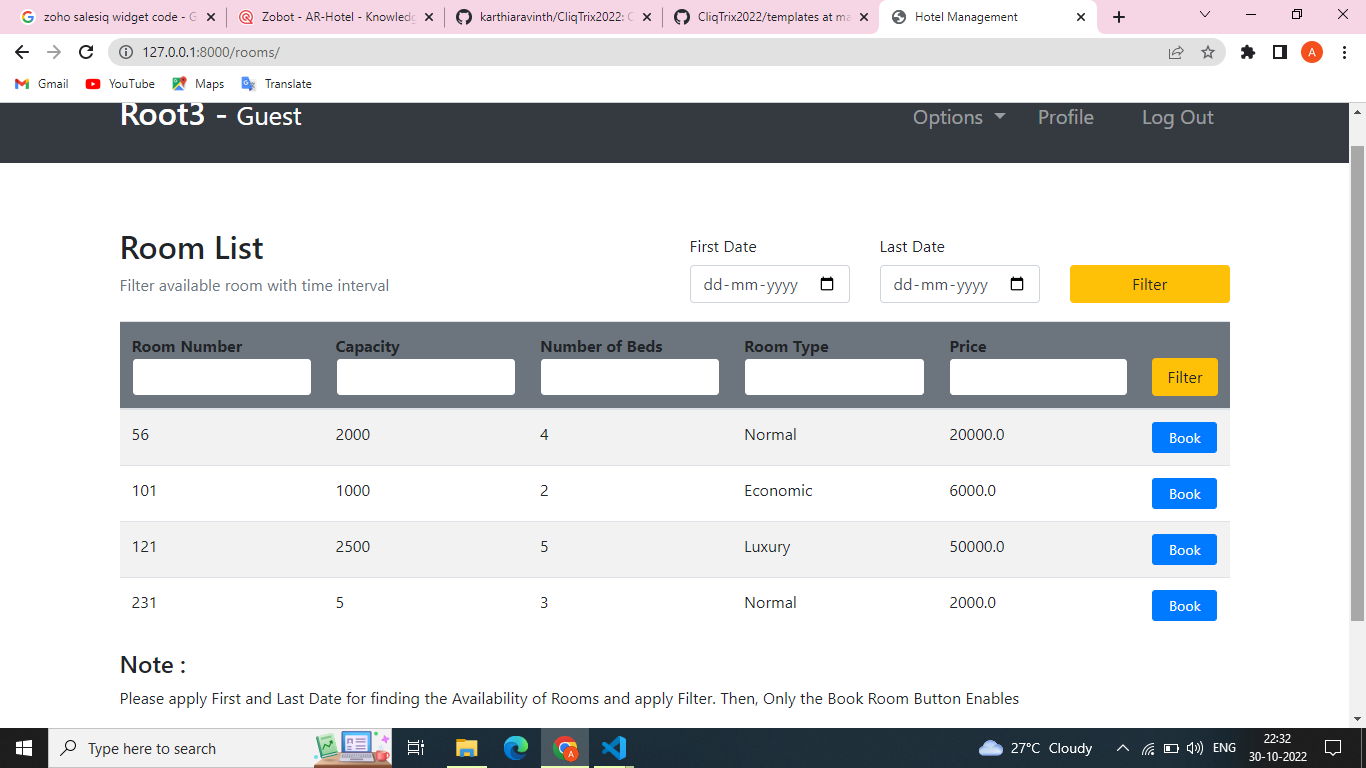 zoho salesiq widget code - G
Zobot - AR-Hotel - Knowledg
karthiaravinth/CliqTrix2022: C
CliqTrix2022/templates at ma
Hotel Management
127.0.0.1:8000/rooms/
A
Gmail YouTube Maps Translate
Root3 - Guest
Options Profile Log Out
Room List
Filter available room with time interval
First Date Last Date
dd-mm-yyyy dd-mm-yyyy Filter
Room Number Capacity Number of Beds Room Type Price
Filter
56 2000 4 Normal 20000.0 Book
101 1000 2 Economic 6000.0 Book
121 2500 5 Luxury 50000.0 Book
231 5 3 Normal 2000.0 Book
Note :
Please apply First and Last Date for finding the Availability of Rooms and apply Filter. Then, Only the Book Room Button Enables
Type here to search
27°C Cloudy
ENG
22:32
30-10-2022